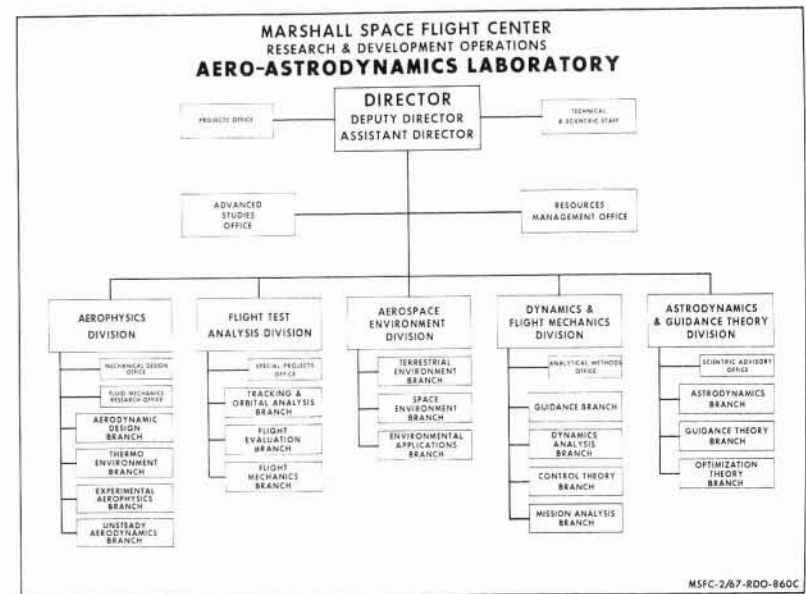 MARSHALL SPACE FLIGHT CENTER
RESEARCH & DEVELOPMENT OPERATIONS
AERO-ASTRODYNAMICS LABORATORY
PROJECTS OFFICE
DIRECTOR
DEPUTY DIRECTOR
ASSISTANT DIRECTOR
TECHNICAL
& SCIENTIFIC STAFF
ADVANCED
STUDIES
OFFICE
RESOURCES
MANAGEMENT OFFICE
AEROPHYSICS
DIVISION
MECHANICAL DESIGN
OFFICE
FLUID MECHANICS
RESEARCH OFFICE
AERODYNAMIC
DESIGN
BRANCH
THERMO
ENVIRONMENT
BRANCH
EXPERIMENTAL
AEROPHYSICS
BRANCH
UNSTEADY
AERODYNAMICS
BRANCH
FLIGHT TEST
ANALYSIS DIVISION
SPECIAL PROJECTS
OFFICE
TRACKING &
ORBITAL ANALYSIS
BRANCH
FLIGHT
EVALUATION
BRANCH
FLIGHT
MECHANICS
BRANCH
AEROSPACE
ENVIRONMENT
DIVISION
TERRESTRIAL
ENVIRONMENT
BRANCH
SPACE
ENVIRONMENT
BRANCH
ENVIRONMENTAL
APPLICATIONS
BRANCH
DYNAMICS &
FLIGHT MECHANICS
DIVISION
ANALYTICAL METHODS
OFFICE
GUIDANCE BRANCH
DYNAMICS
ANALYSIS
BRANCH
CONTROL THEORY
BRANCH
MISSION ANALYSIS
BRANCH
ASTRODYNAMICS
& GUIDANCE THEORY
DIVISION
SCIENTIFIC ADVISORY
OFFICE
ASTRODYNAMICS
BRANCH
GUIDANCE THEORY
BRANCH
OPTIMIZATION
THEORY
BRANCH
MSFC-2/67-RDO-860C